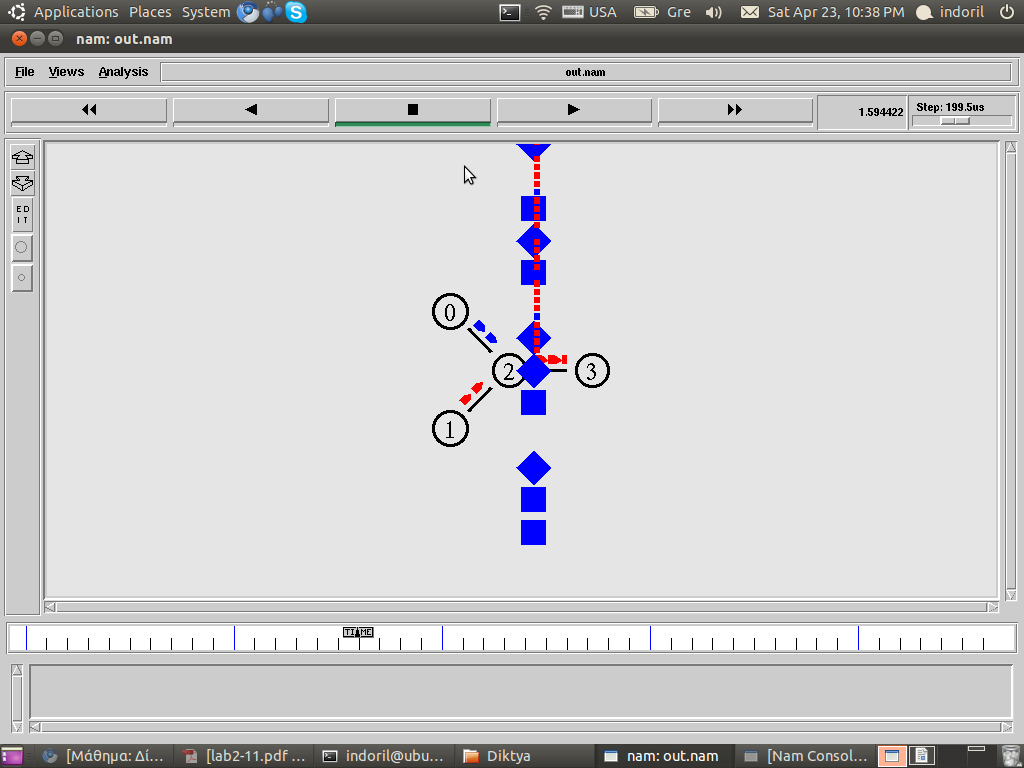 Applications Places System USA Gre Sat Apr 23, 10:38 PM indoril
nam: out.nam
File Views Analysis out.nam
1.594422 Step: 199.5us
ED
IT
0
2 3
1
TIME
[Μάθημα: Δί... [lab2-11.pdf ... indoril@ubu... Diktya nam: out.nam [Nam Consol...